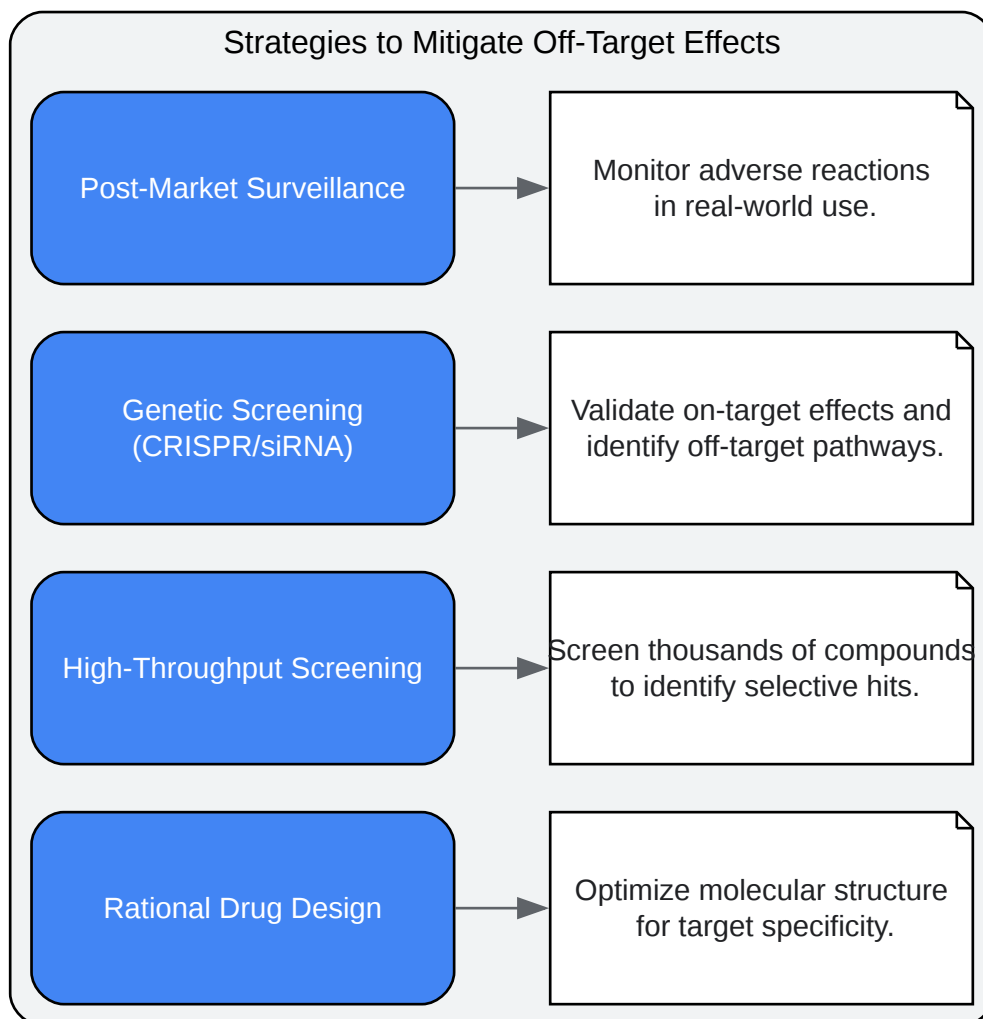 Strategies to Mitigate Off-Target Effects
Post-Market Surveillance
Monitor adverse reactions
in real-world use.
Genetic Screening
(CRISPR/siRNA)
Validate on-target effects and
identify off-target pathways.
High-Throughput Screening
Screen thousands of compounds
to identify selective hits.
Rational Drug Design
Optimize molecular structure
for target specificity.